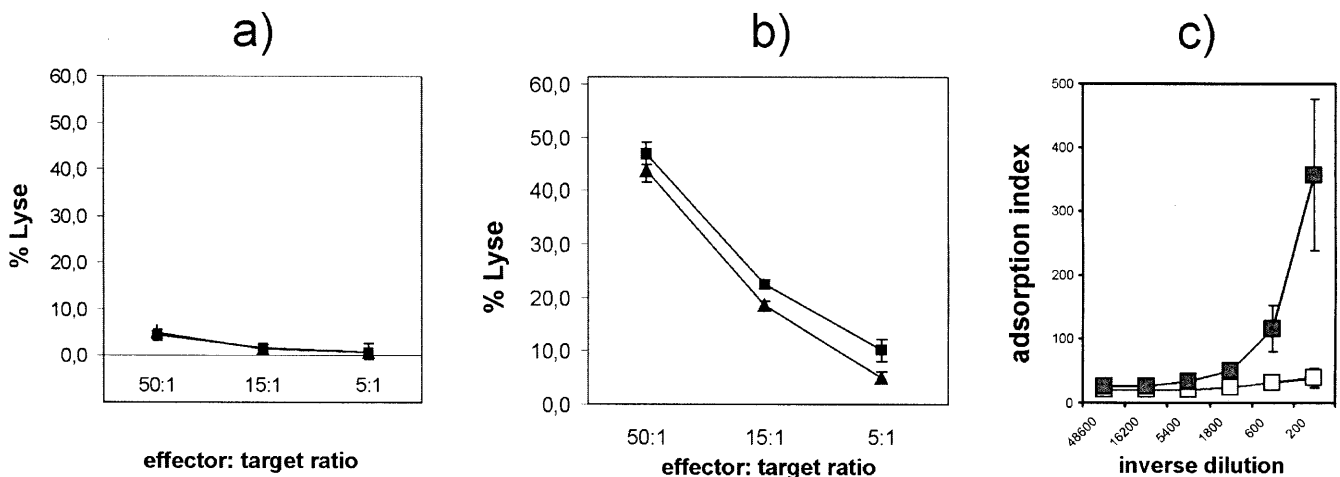 a)
% Lyse
60,0
50,0
40,0
30,0
20,0
10,0
0,0
50:1 15:1 5:1
effector: target ratio
b)
% Lyse
60,0
50,0
40,0
30,0
20,0
10,0
0,0
50:1 15:1 5:1
effector: target ratio
c)
adsorption index
500
400
300
200
100
0
48600 16200 5400 1800 600 200
inverse dilution